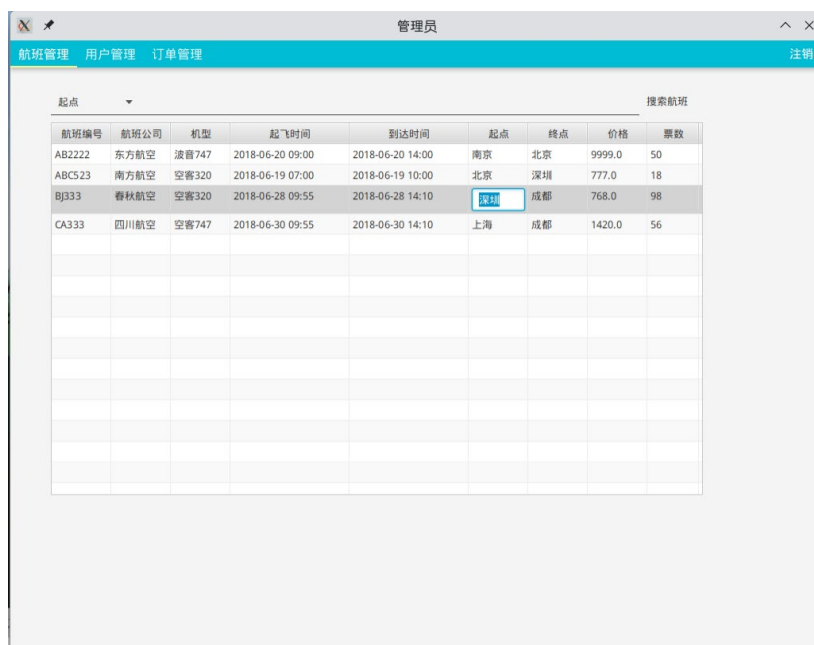 管理员
航班管理 用户管理 订单管理 注销
起点 搜索航班
航班编号 航班公司 机型 起飞时间 到达时间 起点 终点 价格 票数
AB2222 东方航空 波音747 2018-06-20 09:00 2018-06-20 14:00 南京 北京 9999.0 50
ABC523 南方航空 空客320 2018-06-19 07:00 2018-06-19 10:00 北京 深圳 777.0 18
BJ333 春秋航空 空客320 2018-06-28 09:55 2018-06-28 14:10 深圳 成都 768.0 98
CA333 四川航空 空客747 2018-06-30 09:55 2018-06-30 14:10 上海 成都 1420.0 56